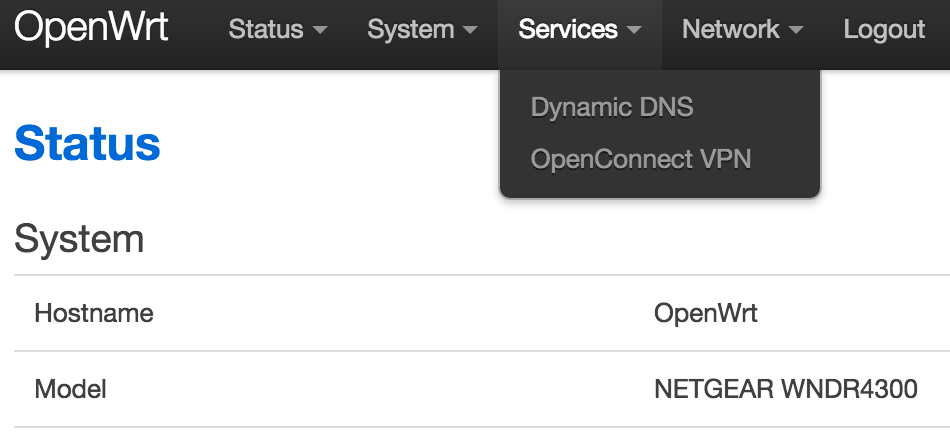 OpenWrt Status System Services Network Logout
Dynamic DNS
OpenConnect VPN
Status
System
Hostname OpenWrt
Model NETGEAR WNDR4300